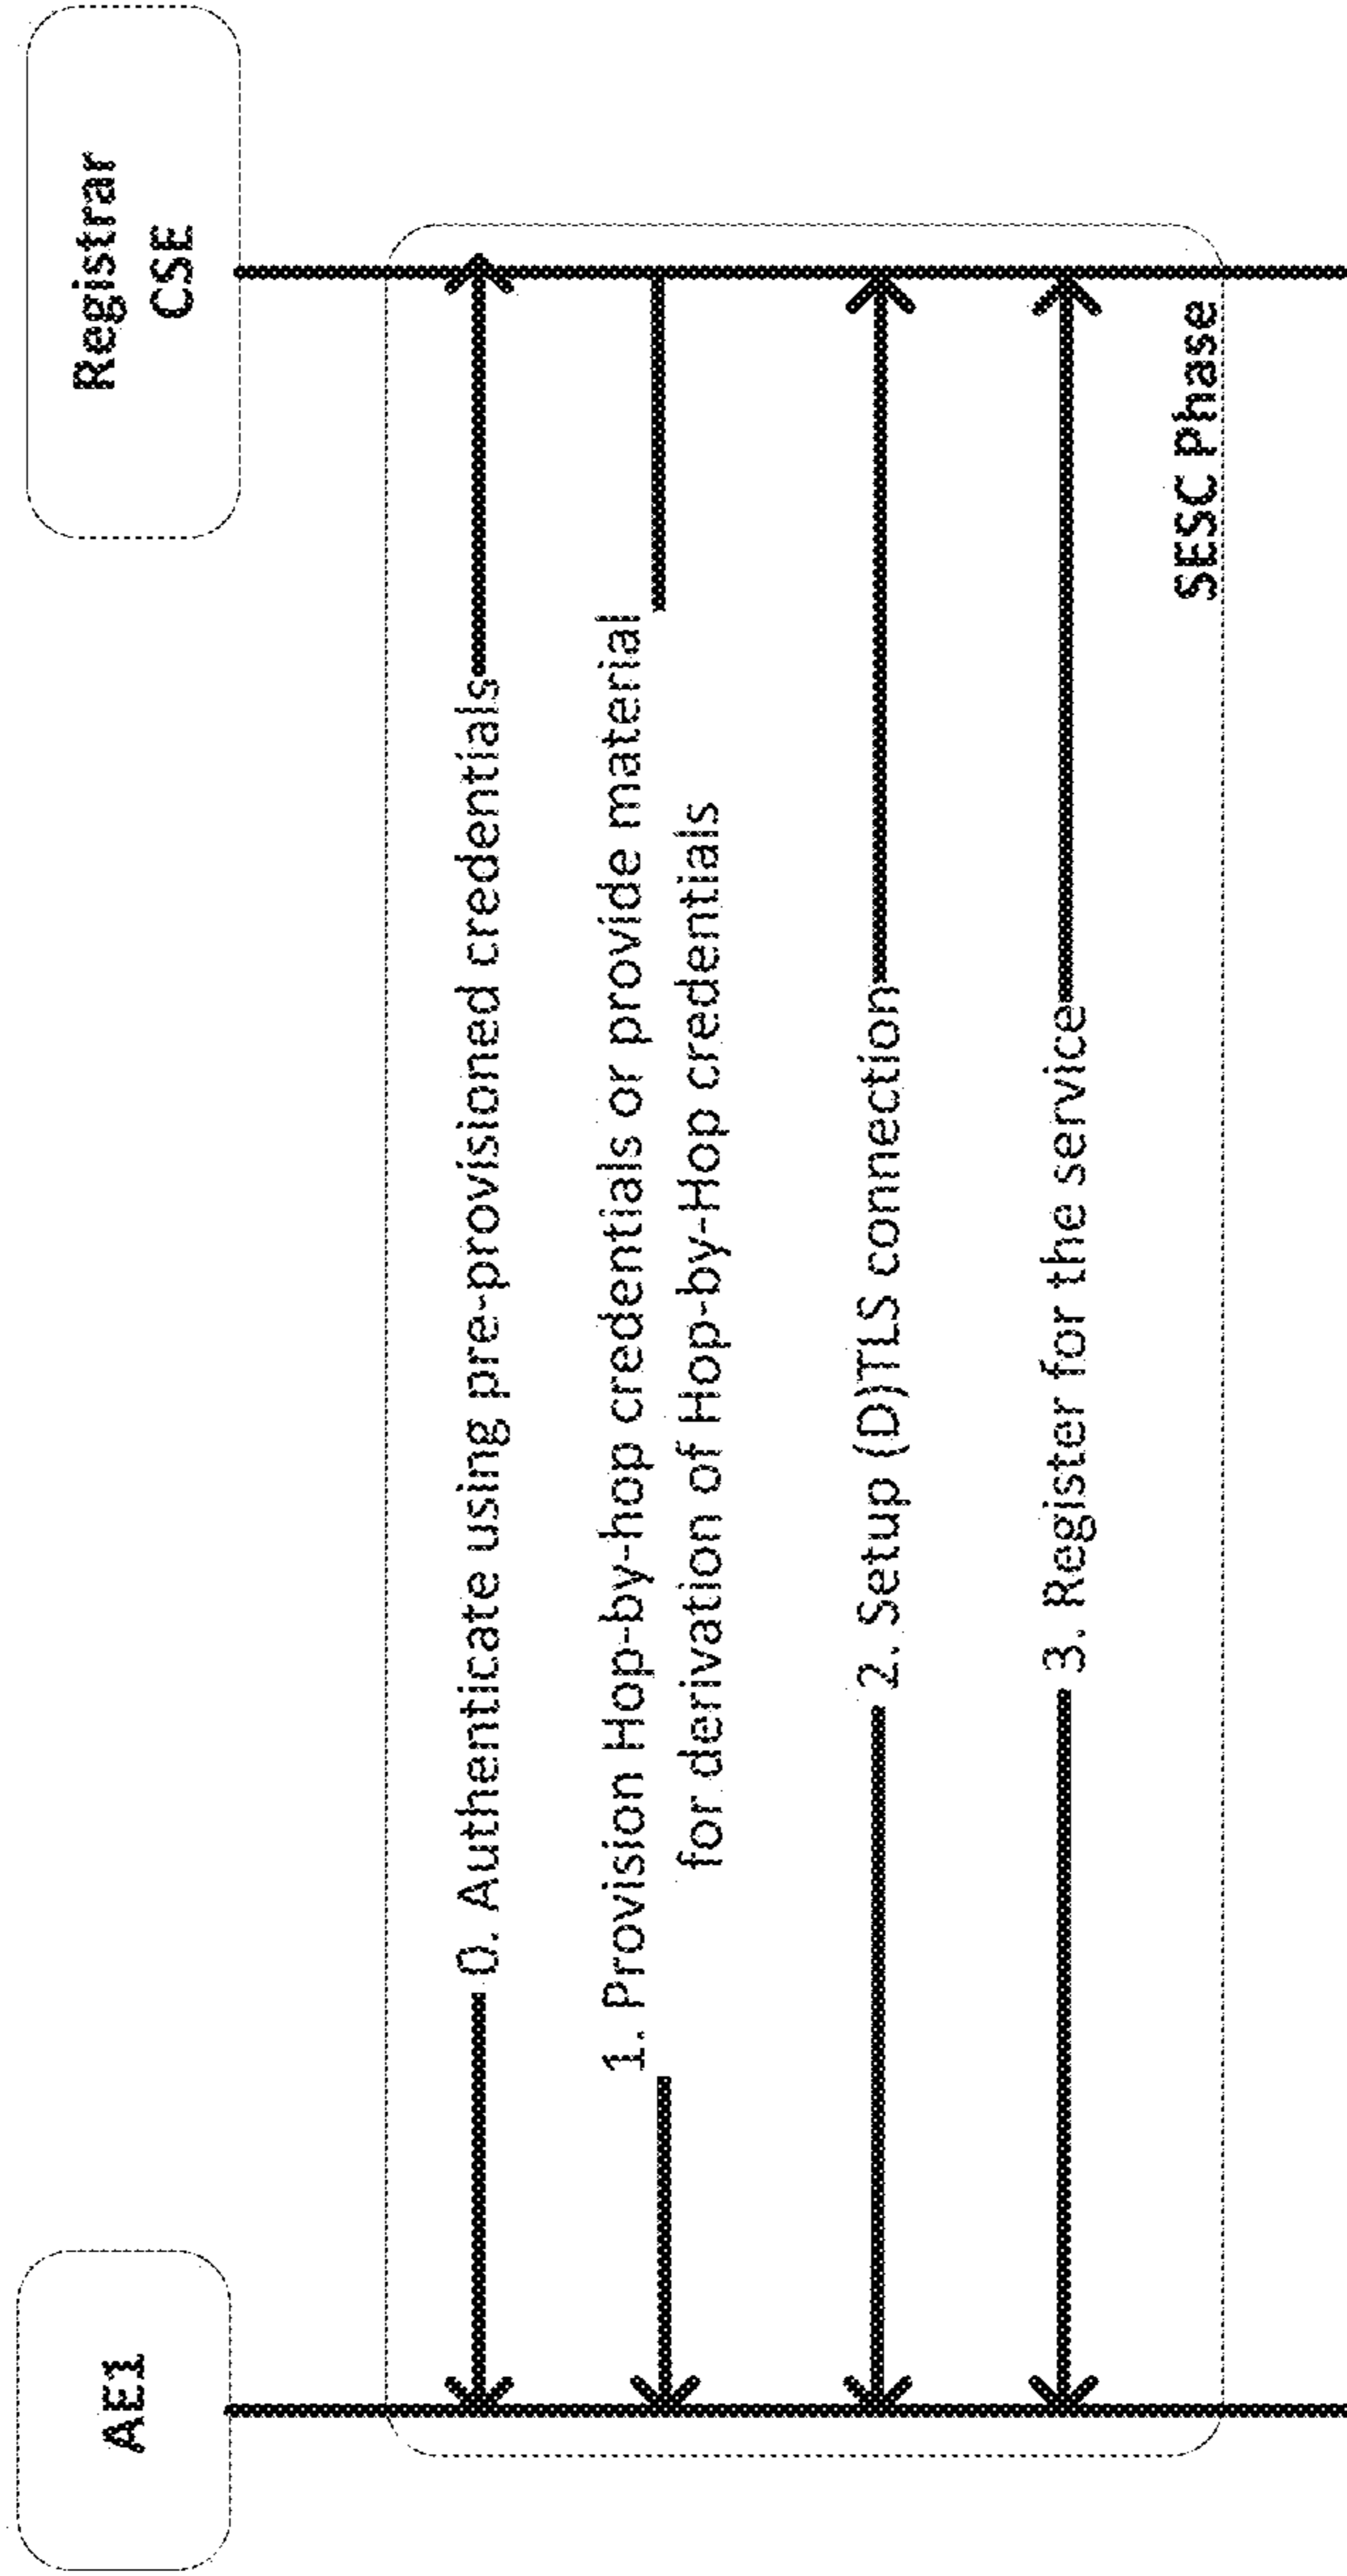 AE1
Registrar
CSE
0. Authenticate using pre-provisioned credentials
1. Provision Hop-by-hop credentials or provide material
for derivation of Hop-by-Hop credentials
2. Setup (D)TLS connection
3. Register for the service
SESC Phase